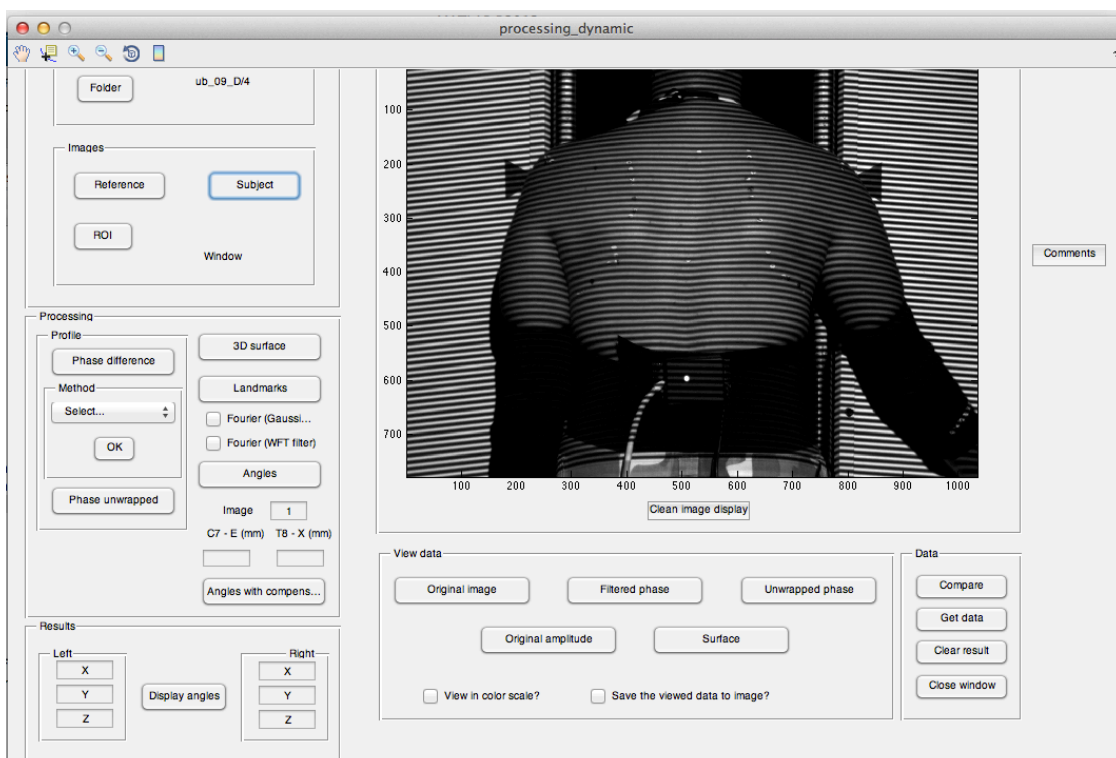 processing_dynamic
Folder
ub_09_D/4
Images
Reference
Subject
ROI
Window
Processing
Profile
Phase difference
Method
Select...
OK
Phase unwrapped
3D surface
Landmarks
Fourier (Gaussi...
Fourier (WFT filter)
Angles
Image 1
C7 - E (mm) T8 - X (mm)
Angles with compens...
Results
Left
X
Y
Z
Display angles
Right
X
Y
Z
100
200
300
400
500
600
700
100 200 300 400 500 600 700 800 900 1000
Clean image display
Comments
View data
Original image
Filtered phase
Unwrapped phase
Original amplitude
Surface
View in color scale?
Save the viewed data to image?
Data
Compare
Get data
Clear result
Close window